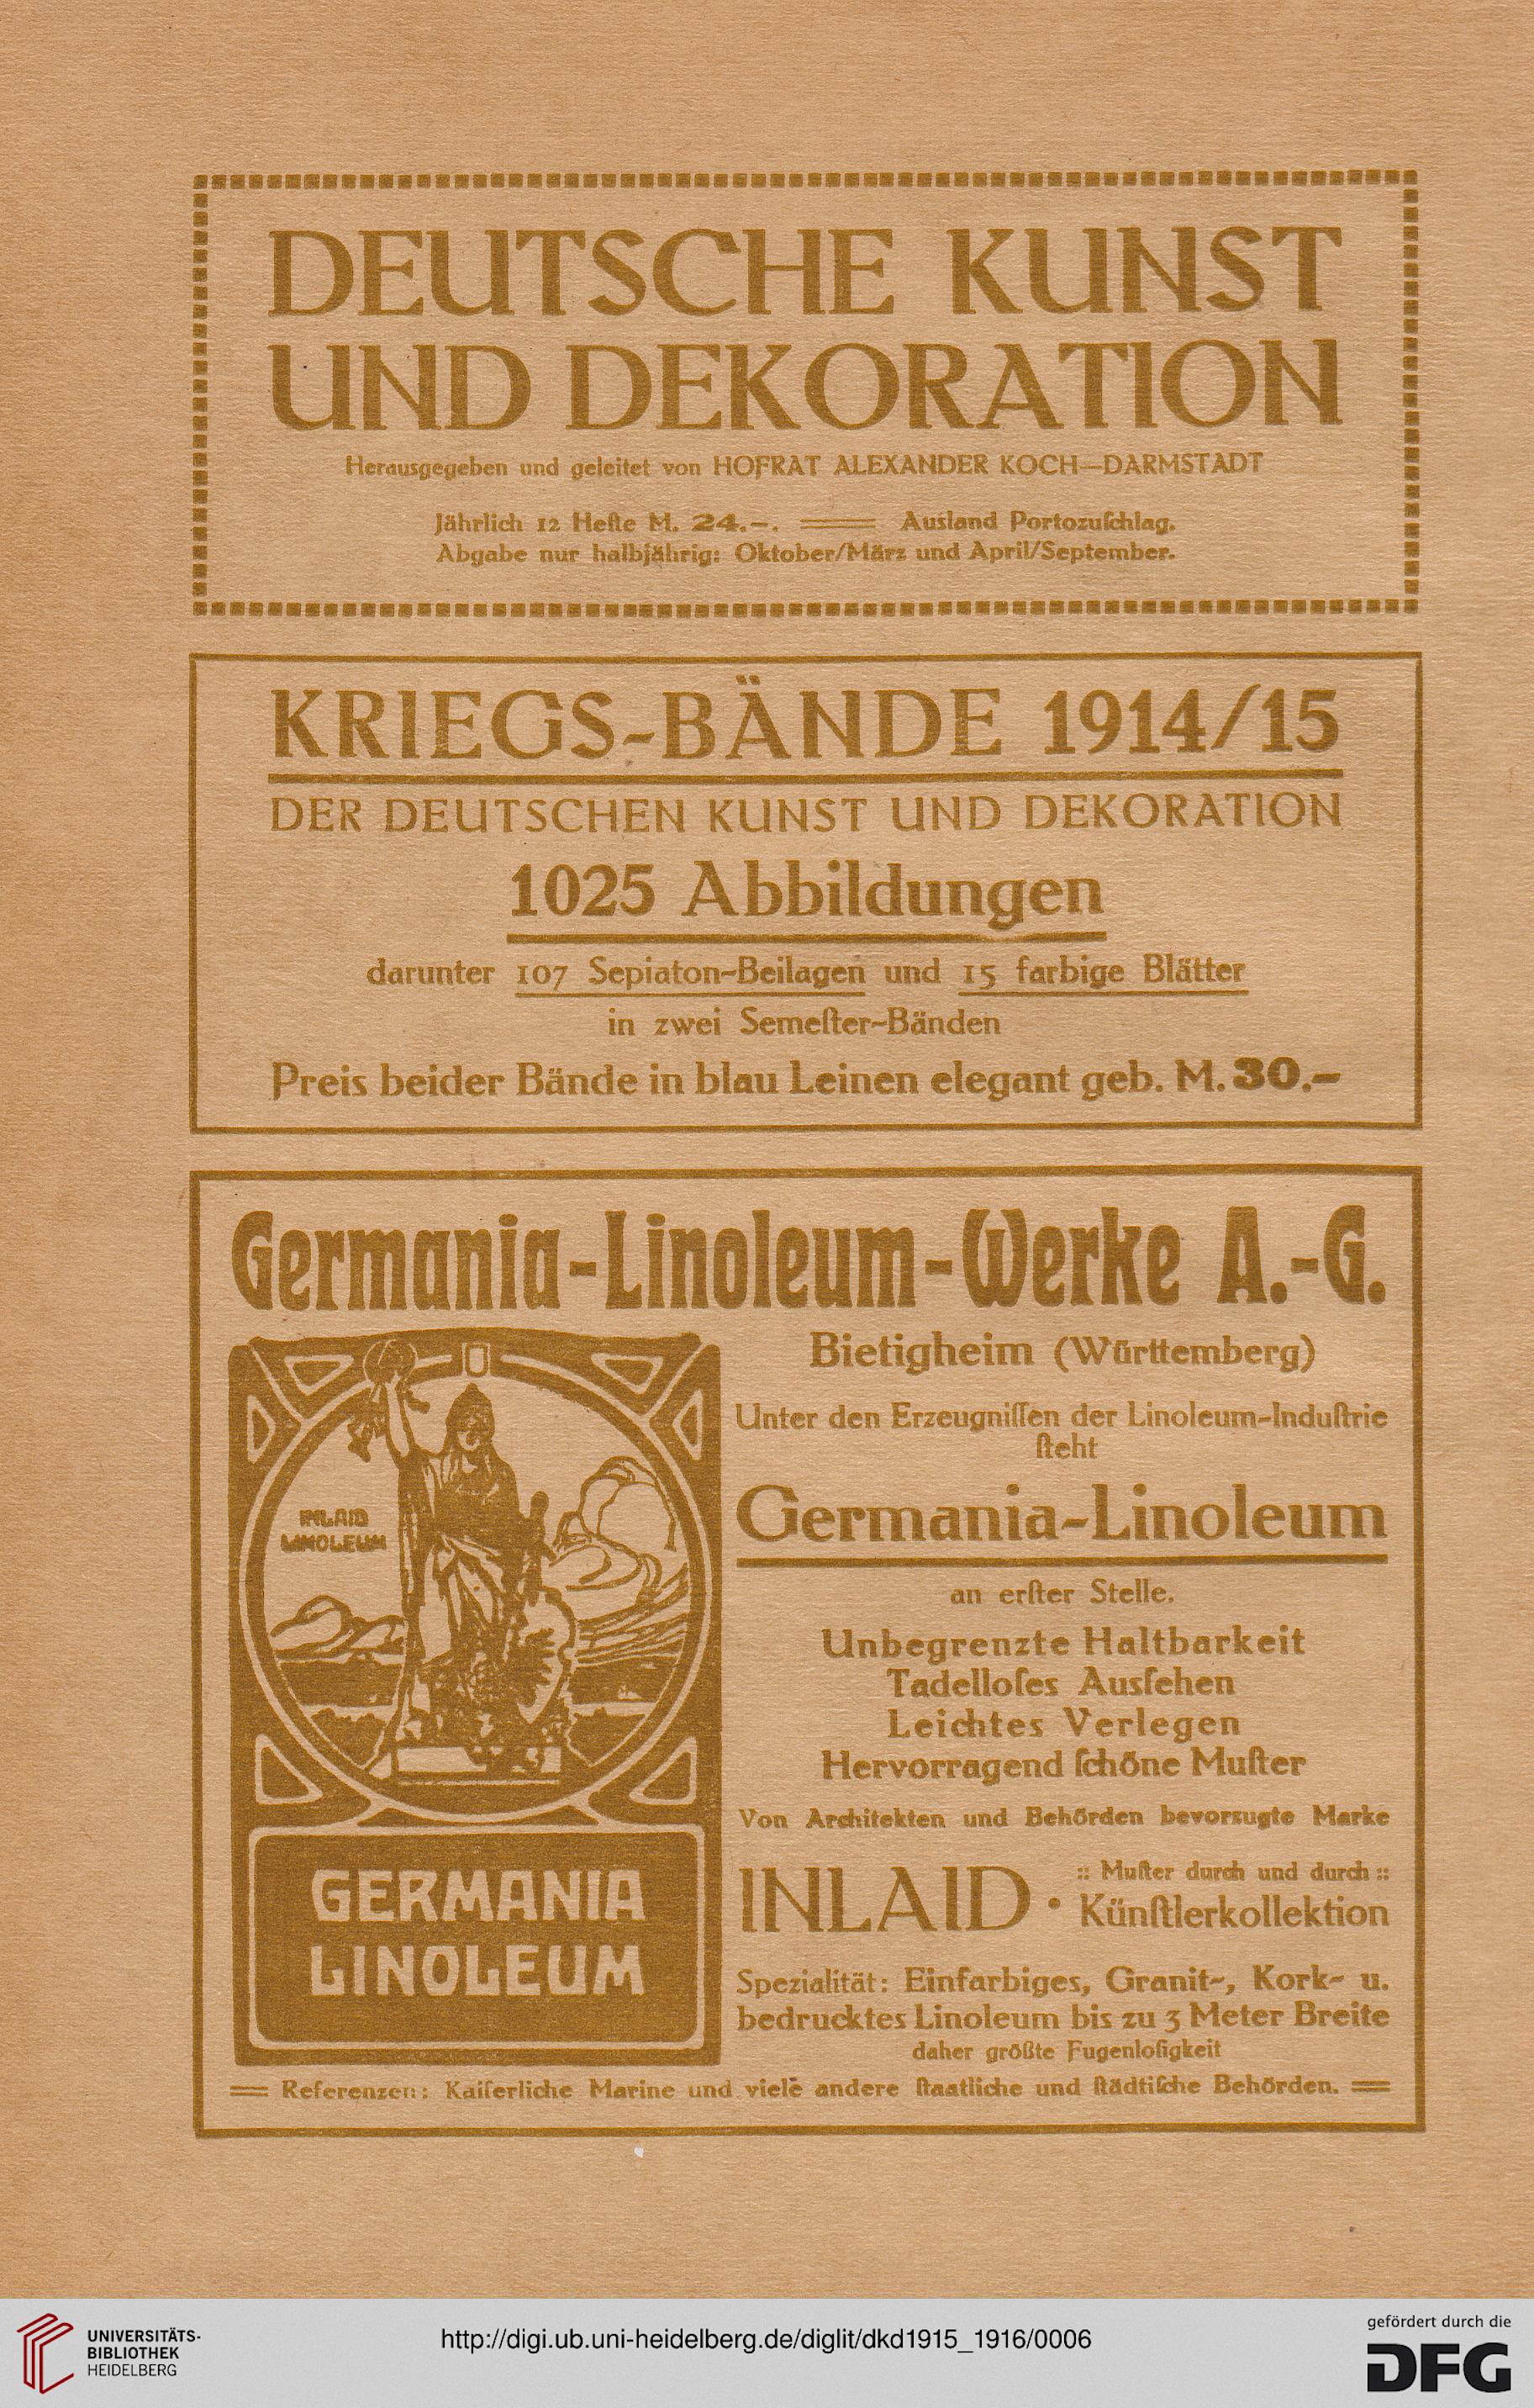 DEUTSCHE KUNST
UND DEKORATION
Herausgegeben und geleitet von HOFRAT ALEXANDER KOCH—DARMSTADT
Jährlich 12 Hefte M. 24.–. Ausland Portozuſchlag.
Abgabe nur halbjährig: Oktober/März und April/September.
KRIEGS-BÄNDE 1914/15
DER DEUTSCHEN KUNST UND DEKORATION
1025 Abbildungen
darunter 107 Sepiaton-Beilagen und 15 farbige Blätter
in zwei Semeſter-Bänden
Preis beider Bände in blau Leinen elegant geb. M. 30.–
Germania-Linoleum-Werke A.-G.
Bietigheim (Württemberg)
Unter den Erzeugniſſen der Linoleum-Induſtrie
ſteht
Germania-Linoleum
an erſter Stelle.
Unbegrenzte Haltbarkeit
Tadelloſes Ausſehen
Leichtes Verlegen
Hervorragend ſchöne Muſter
Von Architekten und Behörden bevorzugte Marke
INLAID • :: Muſter durch und durch ::
Künſtlerkollektion
Spezialität: Einfarbiges, Granit-, Kork- u.
bedrucktes Linoleum bis zu 3 Meter Breite
daher größte Fugenloſigkeit
INLAID
LINOLEUM
GERMANIA
LINOLEUM
Referenzen: Kaiſerliche Marine und viele andere ſtaatliche und ſtädtiſche Behörden.
UNIVERSITÄTS-
BIBLIOTHEK
HEIDELBERG
http://digi.ub.uni-heidelberg.de/diglit/dkd1915_1916/0006
gefördert durch die
DFG